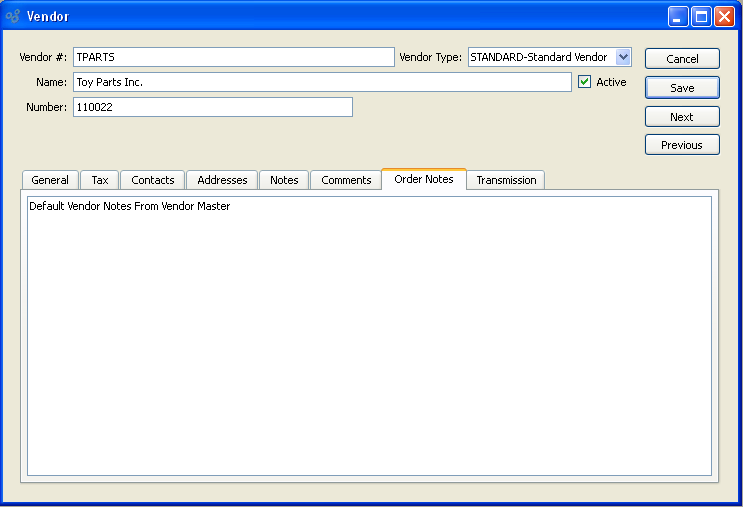 Vendor
Vendor #: TPARTS Vendor Type: STANDARD-Standard Vendor Cancel
Name: Toy Parts Inc. Active Save
Number: 110022 Next
Previous
General Tax Contacts Addresses Notes Comments Order Notes Transmission
Default Vendor Notes From Vendor Master